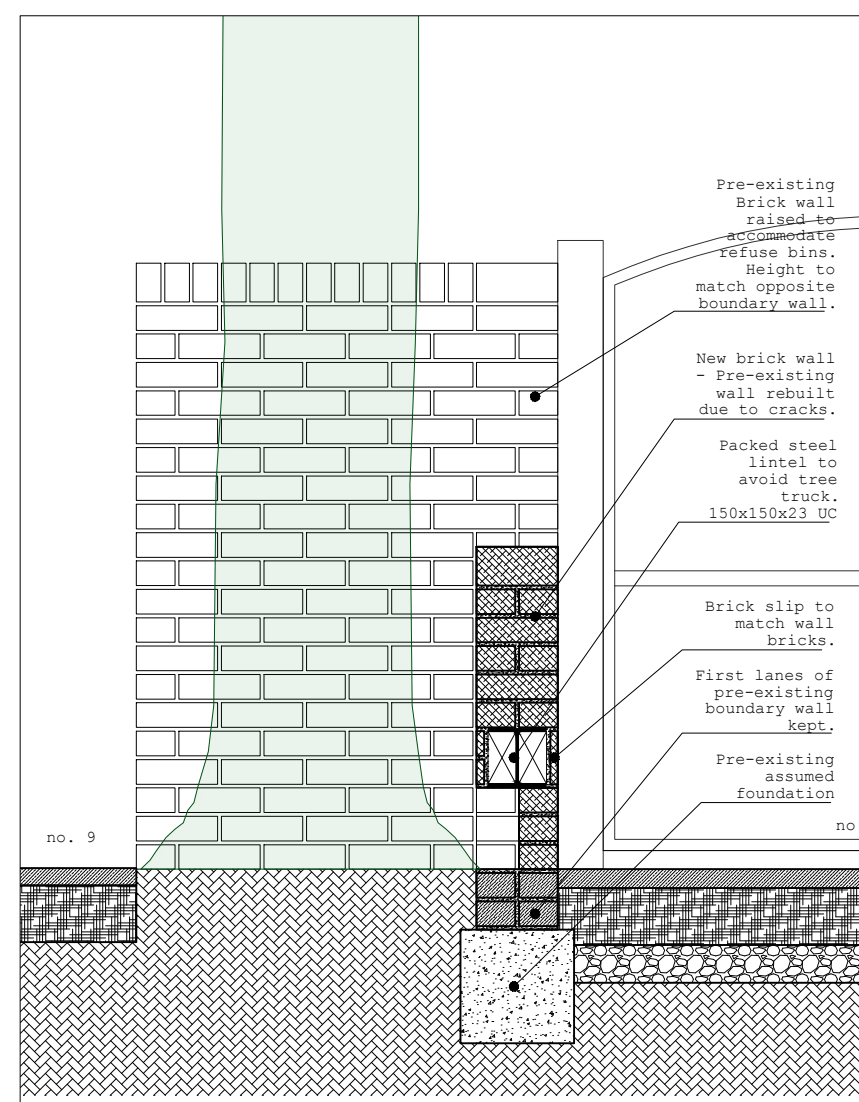 Pre-existing
Brick wall
raised to
accommodate
refuse bins.
Height to
match opposite
boundary wall.
New brick wall
- Pre-existing
wall rebuilt
due to cracks.
Packed steel
lintel to
avoid tree
truck.
150x150x23 UC
Brick slip to
match wall
bricks.
First lanes of
pre-existing
boundary wall
kept.
Pre-existing
assumed
foundation
no. 9
no